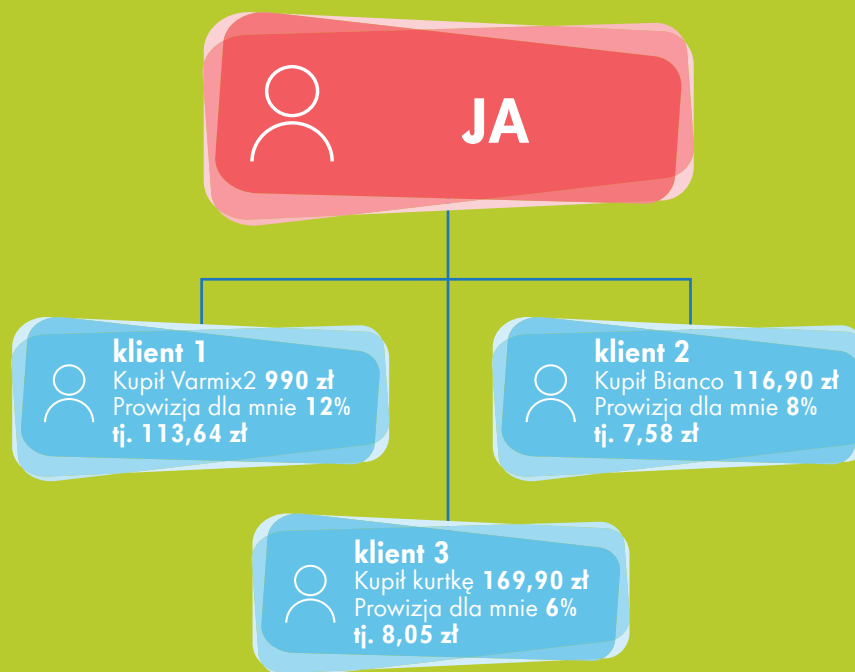 JA
klient 1
Kupił Varmix2 990 zł
Prowizja dla mnie 12%
tj. 113,64 zł
klient 2
Kupił Bianco 116,90 zł
Prowizja dla mnie 8%
tj. 7,58 zł
klient 3
Kupił kurtkę 169,90 zł
Prowizja dla mnie 6%
tj. 8,05 zł